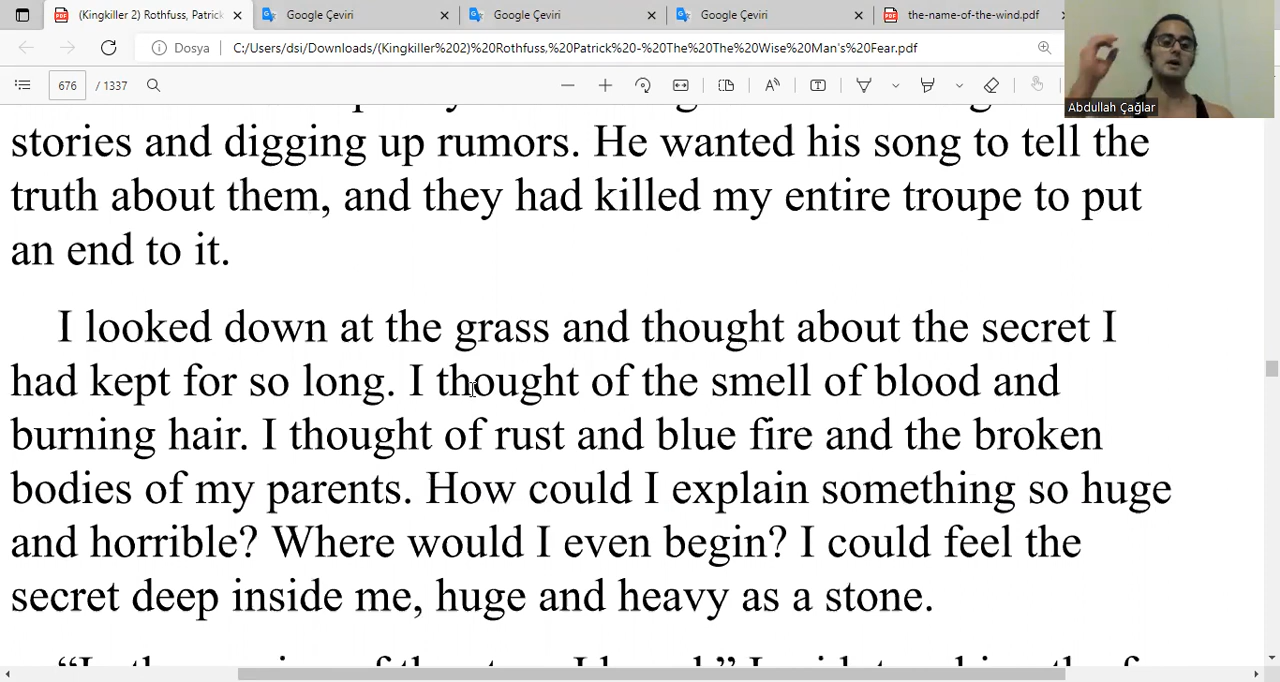 (Kingkiller 2) Rothfuss, Patrick
Google Çeviri
Google Çeviri
Google Çeviri
the-name-of-the-wind.pdf
Dosya
C:/Users/dsi/Downloads/(Kingkiller%202)%20Rothfuss,%20Patrick%20-%20The%20The%20Wise%20Man's%20Fear.pdf
676 / 1337
Abdullah Çağlar
stories and digging up rumors. He wanted his song to tell the
truth about them, and they had killed my entire troupe to put
an end to it.
I looked down at the grass and thought about the secret I
had kept for so long. I thought of the smell of blood and
burning hair. I thought of rust and blue fire and the broken
bodies of my parents. How could I explain something so huge
and horrible? Where would I even begin? I could feel the
secret deep inside me, huge and heavy as a stone.